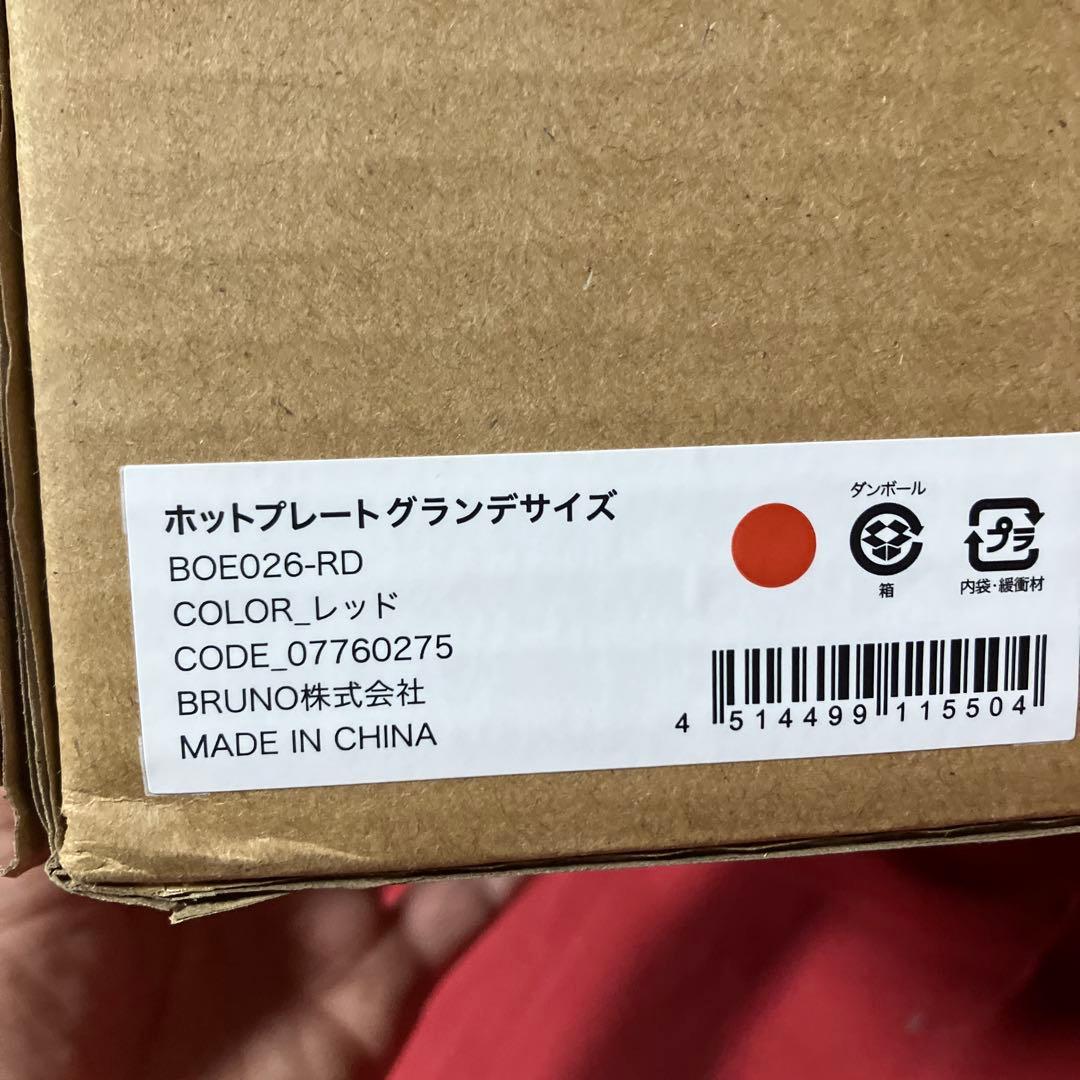 ホットプレートグランデサイズ
BOE026-RD
COLOR_レッド
CODE_07760275
BRUNO株式会社
MADE IN CHINA
ダンボール
箱
プラ
内袋・緩衝材
4 514499 115504